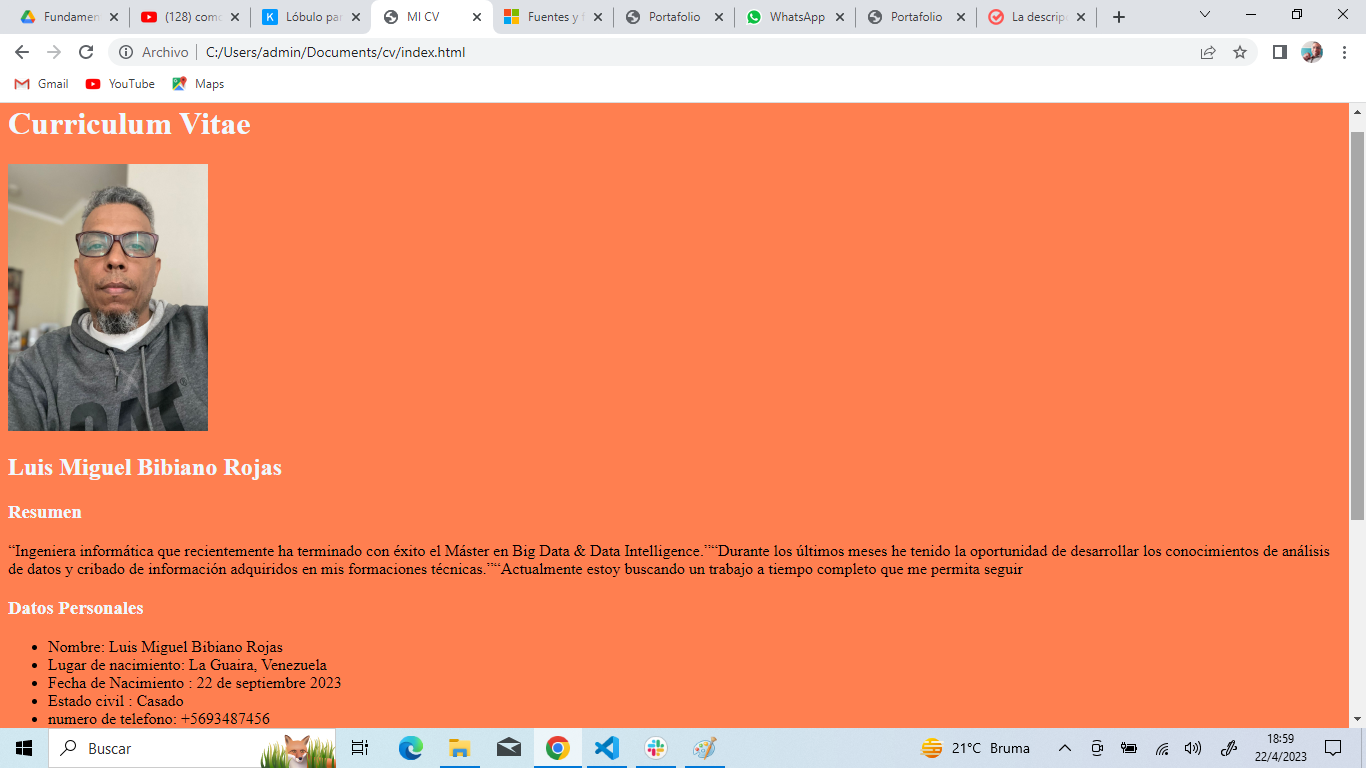 Fundamen
(128) como
Lóbulo par
MI CV
Fuentes y f
Portafolio
WhatsApp
Portafolio
La descrip
Archivo
C:/Users/admin/Documents/cv/index.html
Gmail
YouTube
Maps
Curriculum Vitae
Luis Miguel Bibiano Rojas
Resumen
“Ingeniera informática que recientemente ha terminado con éxito el Máster en Big Data & Data Intelligence.”“Durante los últimos meses he tenido la oportunidad de desarrollar los conocimientos de análisis
de datos y cribado de información adquiridos en mis formaciones técnicas.”“Actualmente estoy buscando un trabajo a tiempo completo que me permita seguir
Datos Personales
Nombre: Luis Miguel Bibiano Rojas
Lugar de nacimiento: La Guaira, Venezuela
Fecha de Nacimiento : 22 de septiembre 2023
Estado civil : Casado
numero de telefono: +5693487456
Buscar
21°C Bruma
18:59
22/4/2023